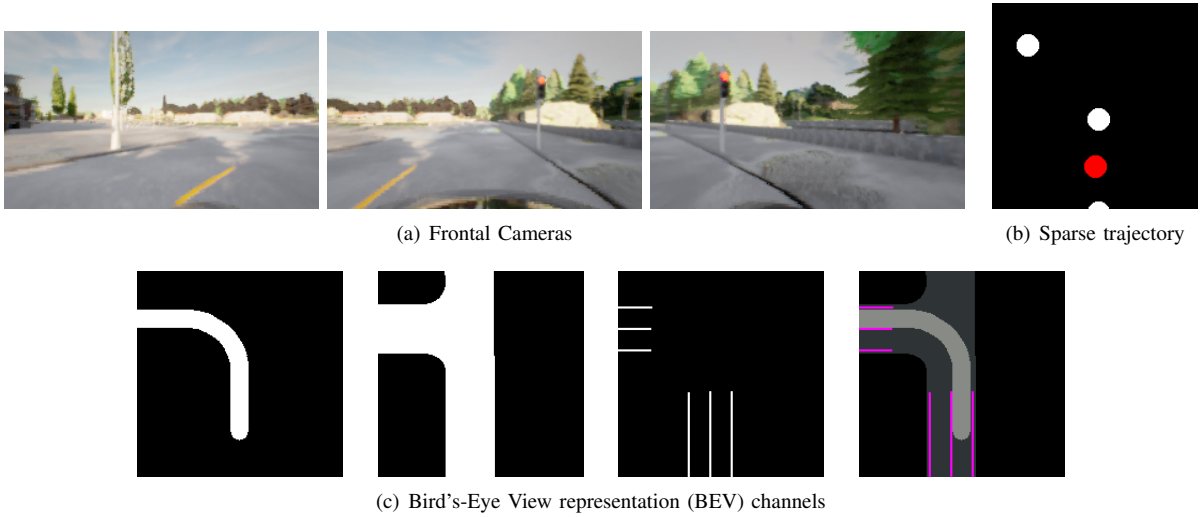 (a) Frontal Cameras
(b) Sparse trajectory
(c) Bird's-Eye View representation (BEV) channels